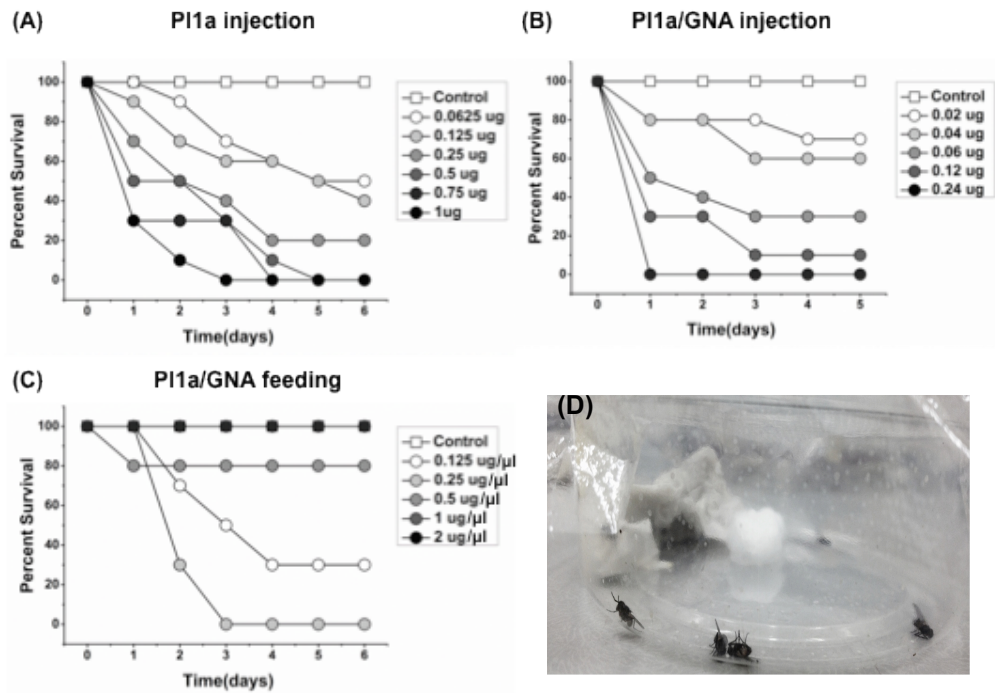 (A) PI1a injection
Percent Survival
100
80
60
40
20
0
0 1 2 3 4 5 6
Time(days)
Control
0.0625 ug
0.125 ug
0.25 ug
0.5 ug
0.75 ug
1ug
(B) PI1a/GNA injection
Percent Survival
100
80
60
40
20
0
0 1 2 3 4 5
Time(days)
Control
0.02 ug
0.04 ug
0.06 ug
0.12 ug
0.24 ug
(C) PI1a/GNA feeding
Percent Survival
100
80
60
40
20
0
0 1 2 3 4 5 6
Time(days)
Control
0.125 ug/µl
0.25 ug/µl
0.5 ug/µl
1 ug/µl
2 ug/µl
(D)